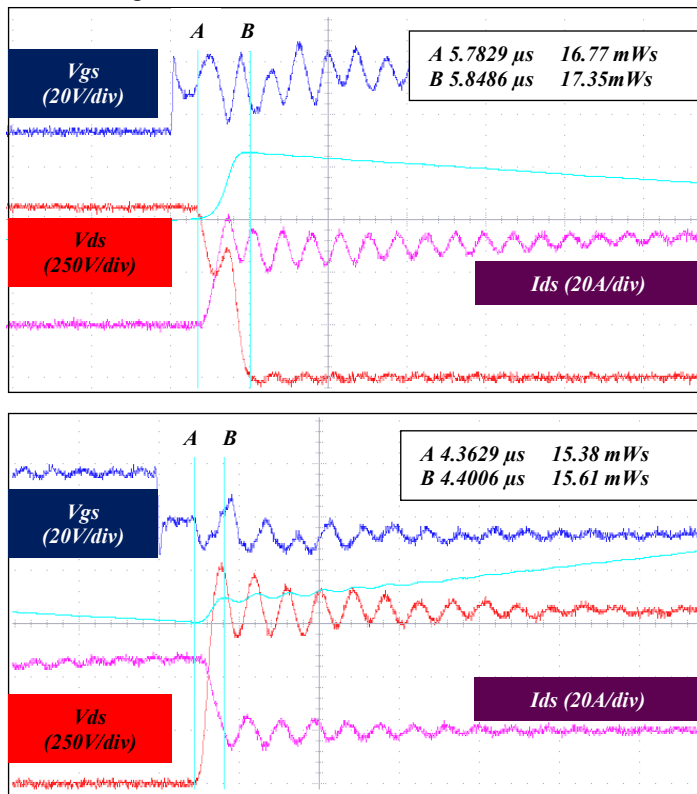 A B
A 5.7829 µs 16.77 mWs
B 5.8486 µs 17.35mWs
Vgs
(20V/div)
Vds
(250V/div)
Ids (20A/div)
A B
A 4.3629 µs 15.38 mWs
B 4.4006 µs 15.61 mWs
Vgs
(20V/div)
Ids (20A/div)
Vds
(250V/div)